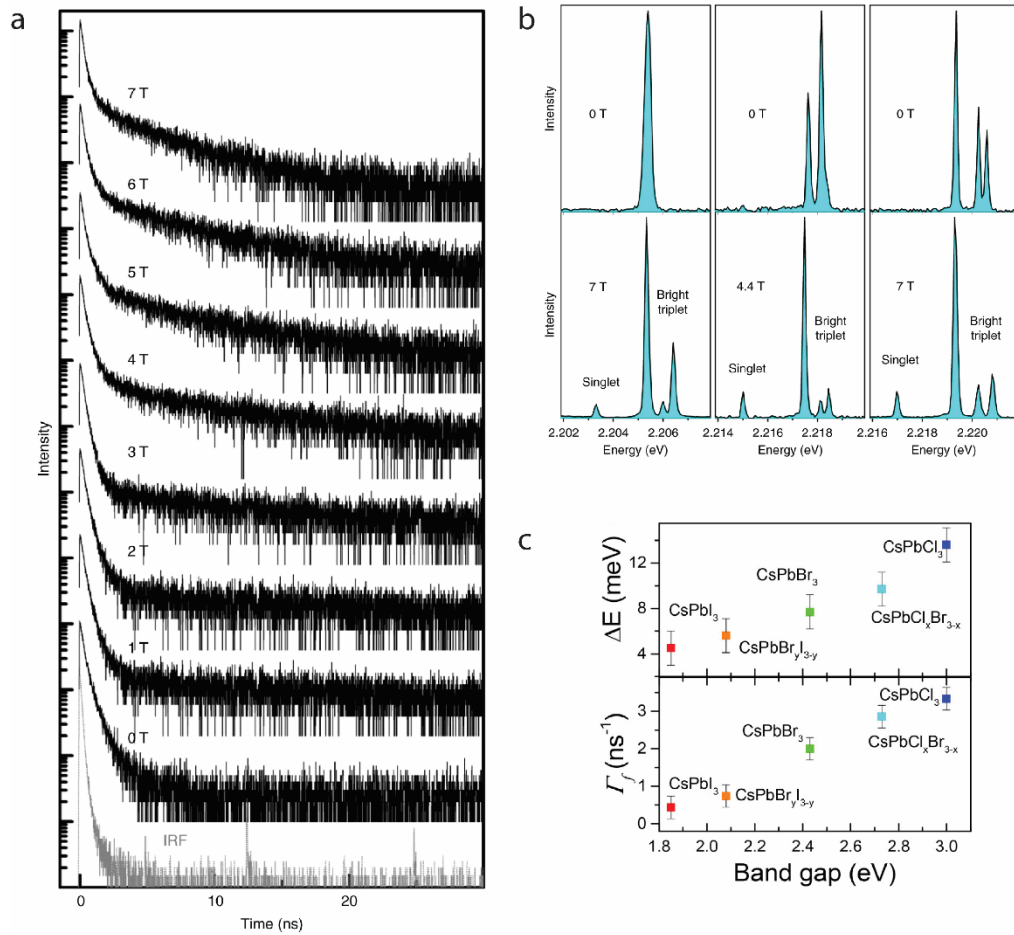 a
7 T
6 T
5 T
4 T
3 T
2 T
1 T
0 T
IRF
Intensity
0 10 20
Time (ns)
b
0 T 0 T 0 T
Intensity
7 T 4.4 T 7 T
Bright triplet Bright triplet Bright triplet
Singlet Singlet Singlet
Intensity
2.202 2.204 2.206 2.214 2.216 2.218 2.216 2.218 2.220
Energy (eV) Energy (eV) Energy (eV)
c
ΔE (meV)
12
8
4
CsPbI₃
CsPbBrᵧI₃₋ᵧ
CsPbBr₃
CsPbClₓBr₃₋ₓ
CsPbCl₃
Γf (ns⁻¹)
3
2
1
0
CsPbI₃
CsPbBrᵧI₃₋ᵧ
CsPbBr₃
CsPbClₓBr₃₋ₓ
CsPbCl₃
1.8 2.0 2.2 2.4 2.6 2.8 3.0
Band gap (eV)